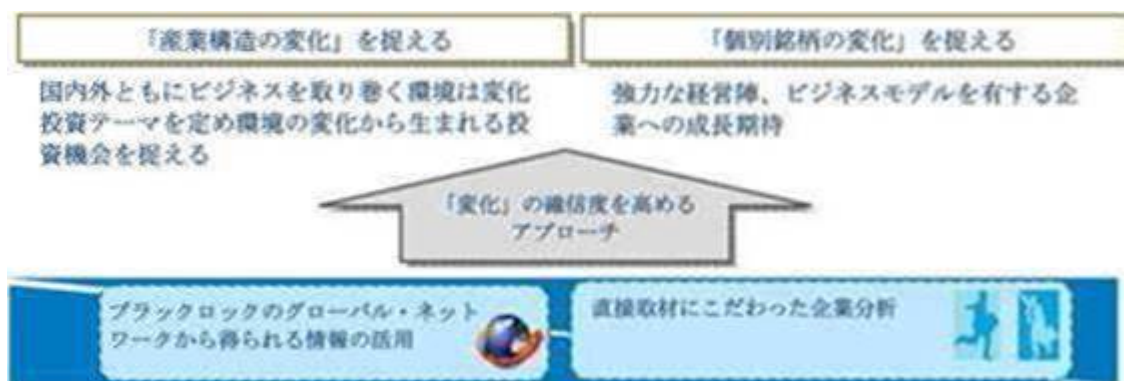 「産業構造の変化」を捉える
「個別銘柄の変化」を捉える
国内外ともにビジネスを取り巻く環境は変化
投資テーマを定め環境の変化から生まれる投
資機会を捉える
強力な経営陣、ビジネスモデルを有する企
業への成長期待
「変化」の確信度を高める
アプローチ
ブラックロックのグローバル・ネット
ワークから得られる情報の活用
直接取材にこだわった企業分析